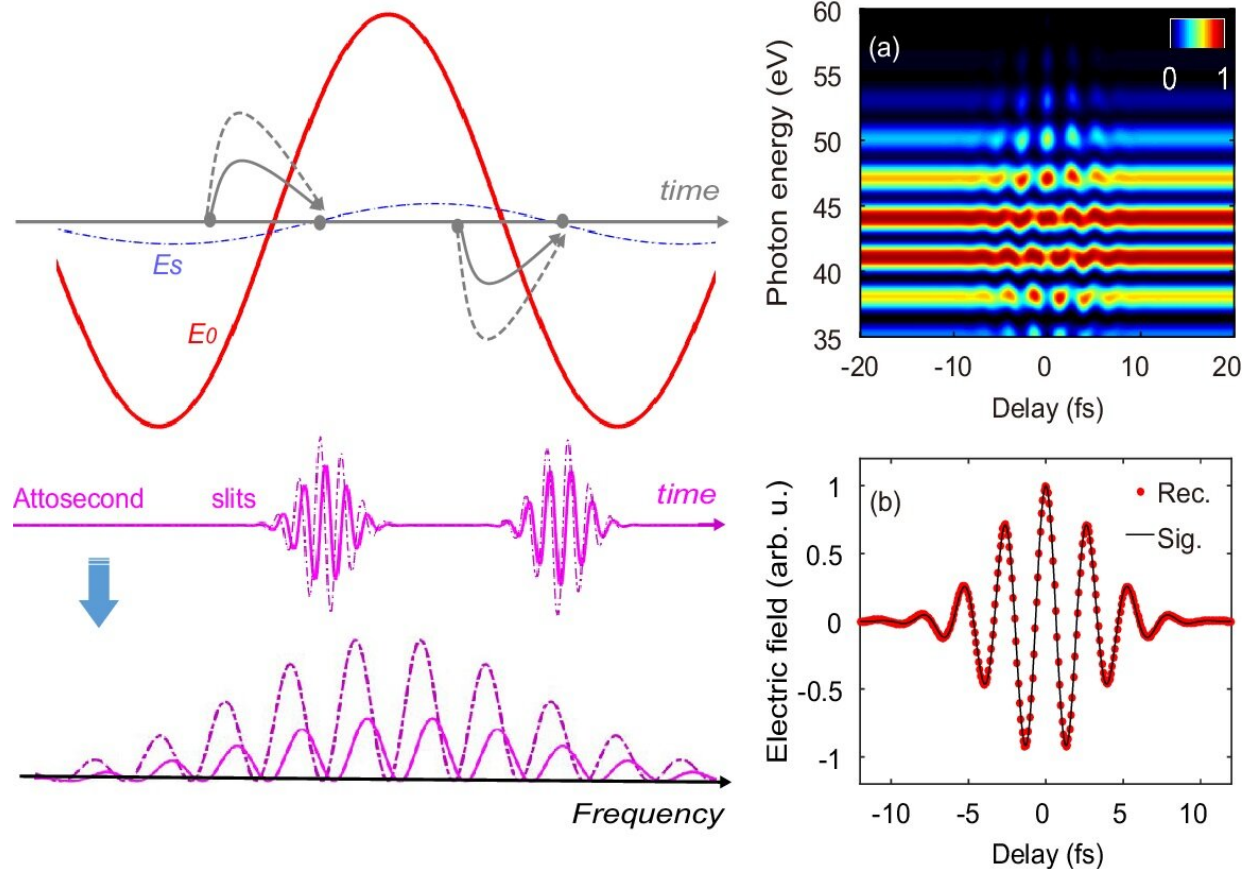 time
Es
E0
Attosecond slits
time
Frequency
60
55
50
45
40
35
Photon energy (eV)
(a)
0 1
-20 -10 0 10 20
Delay (fs)
1
0.5
0
-0.5
-1
Electric field (arb. u.)
(b)
Rec.
Sig.
-10 -5 0 5 10
Delay (fs)